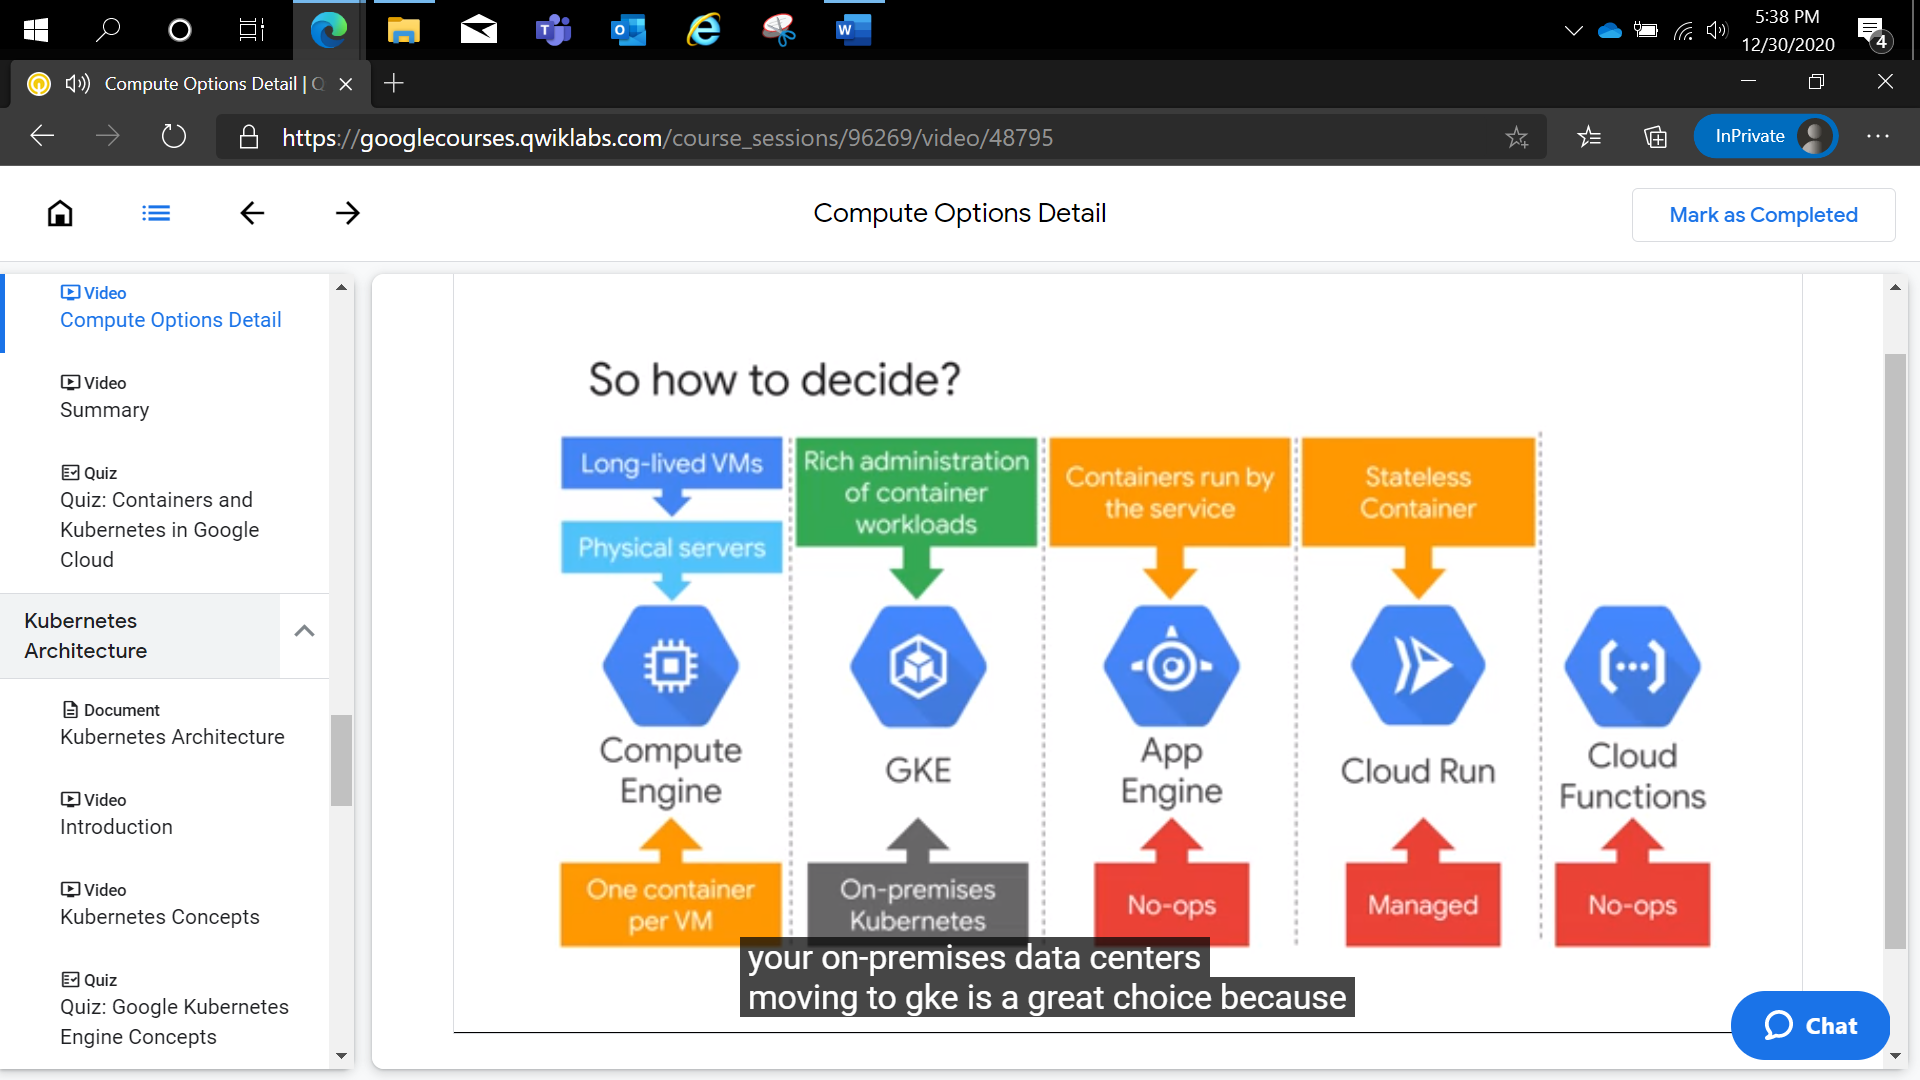 5:38 PM
12/30/2020
4
Compute Options Detail | Q
https://googlecourses.qwiklabs.com/course_sessions/96269/video/48795
InPrivate
Compute Options Detail
Mark as Completed
Video
Compute Options Detail
Video
Summary
Quiz
Quiz: Containers and
Kubernetes in Google
Cloud
Kubernetes
Architecture
Document
Kubernetes Architecture
Video
Introduction
Video
Kubernetes Concepts
Quiz
Quiz: Google Kubernetes
Engine Concepts
So how to decide?
Long-lived VMs
Physical servers
Compute
Engine
One container
per VM
Rich administration
of container
workloads
GKE
On-premises
Kubernetes
Containers run by
the service
App
Engine
No-ops
Stateless
Container
Cloud Run
Managed
Cloud
Functions
No-ops
your on-premises data centers
moving to gke is a great choice because
Chat